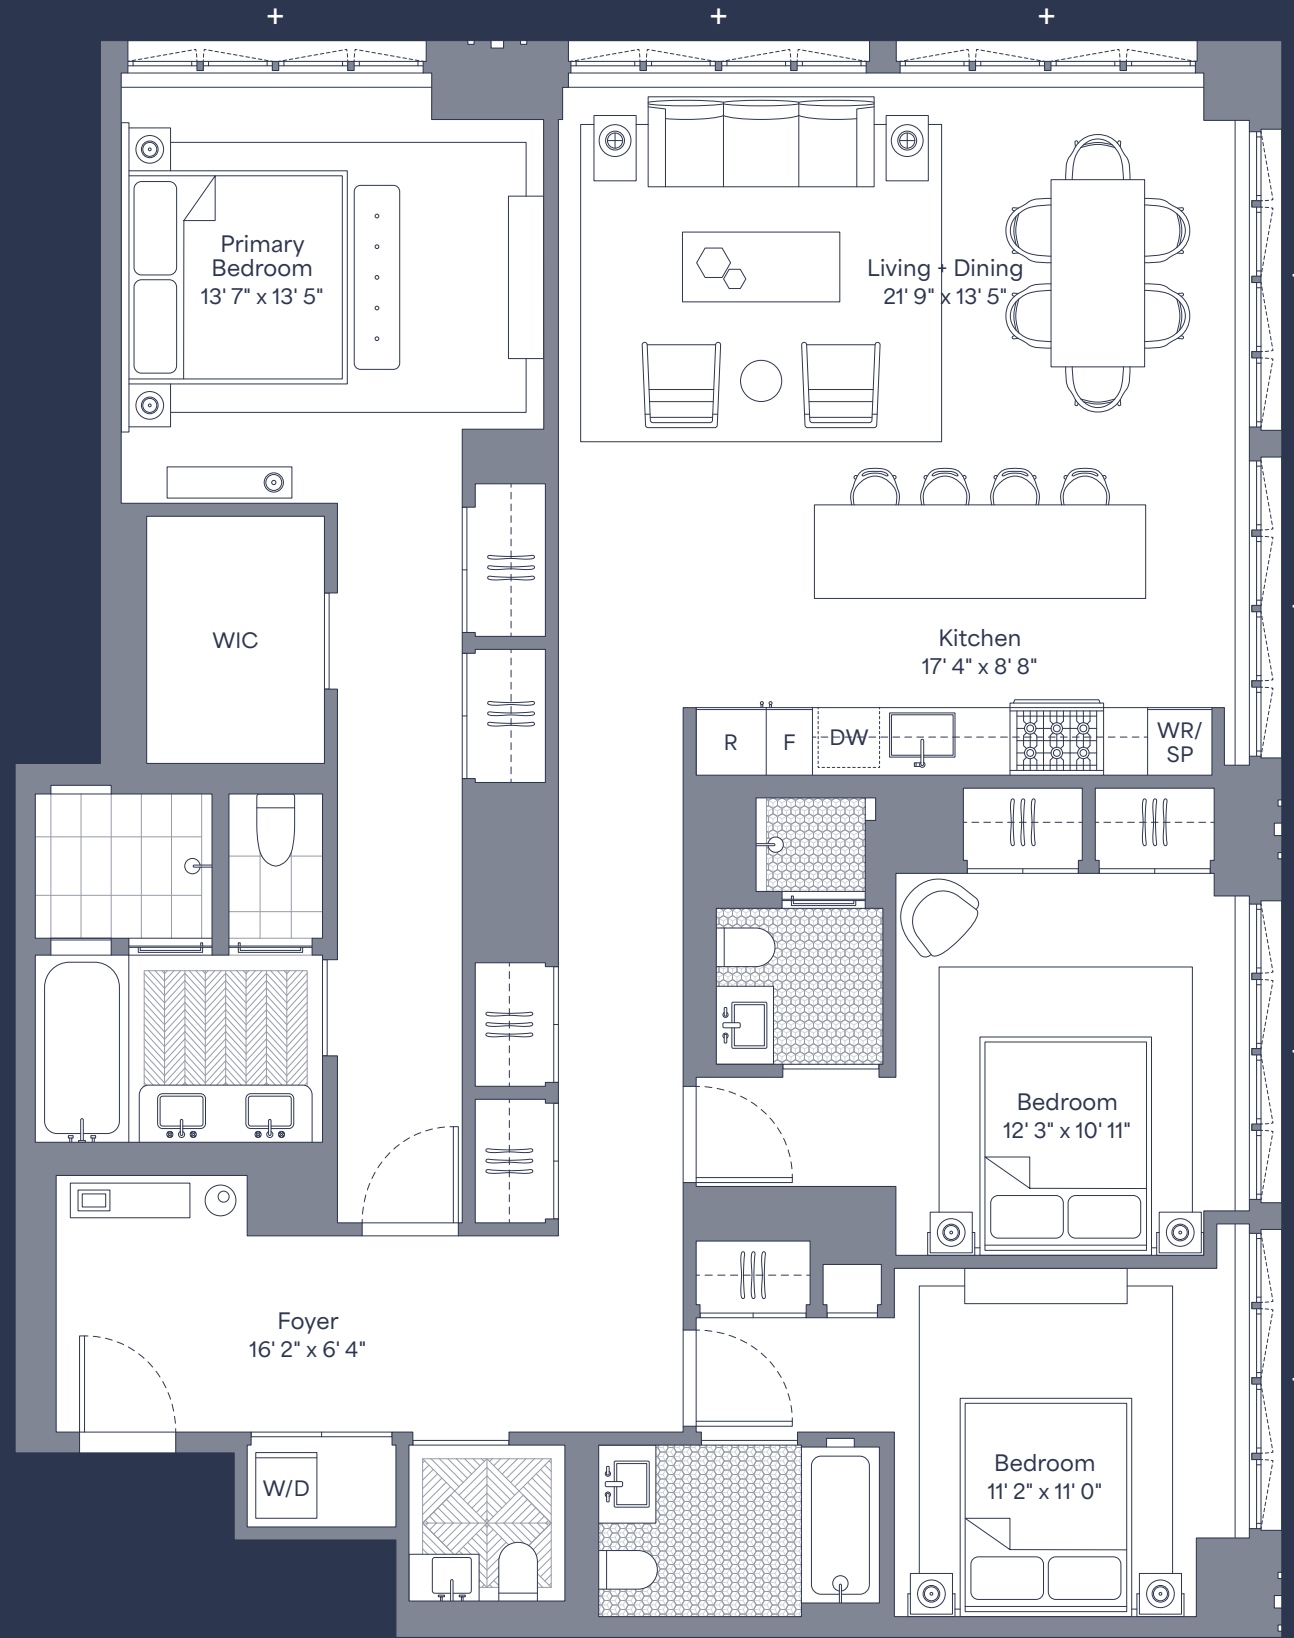 Primary
Bedroom
13' 7" x 13' 5"
Living + Dining
21' 9" x 13' 5"
WIC
Kitchen
17' 4" x 8' 8"
R
F
DW
WR/
SP
Bedroom
12' 3" x 10' 11"
Foyer
16' 2" x 6' 4"
W/D
Bedroom
11' 2" x 11' 0"